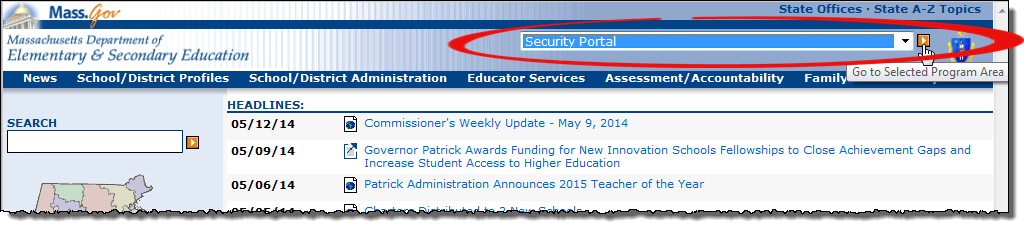 Mass.Gov
State Offices · State A-Z Topics
Massachusetts Department of
Elementary & Secondary Education
Security Portal
Go to Selected Program Area
News School/District Profiles School/District Administration Educator Services Assessment/Accountability Family
HEADLINES:
SEARCH
05/12/14 Commissioner's Weekly Update - May 9, 2014
05/09/14 Governor Patrick Awards Funding for New Innovation Schools Fellowships to Close Achievement Gaps and
Increase Student Access to Higher Education
05/06/14 Patrick Administration Announces 2015 Teacher of the Year